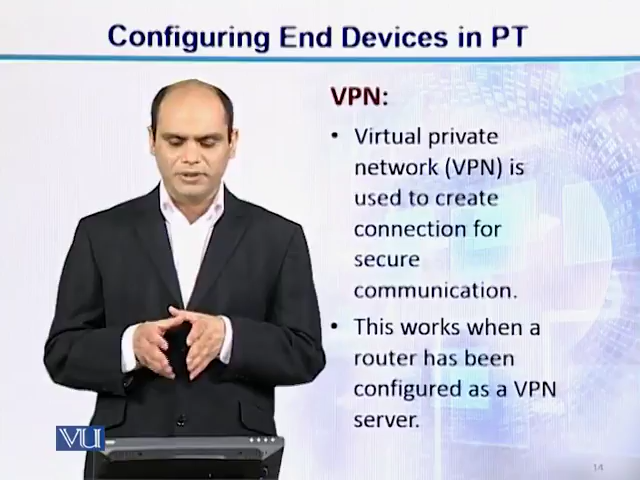 Configuring End Devices in PT
VPN:
• Virtual private
network (VPN) is
used to create
connection for
secure
communication.
• This works when a
router has been
configured as a VPN
server.
VU
14